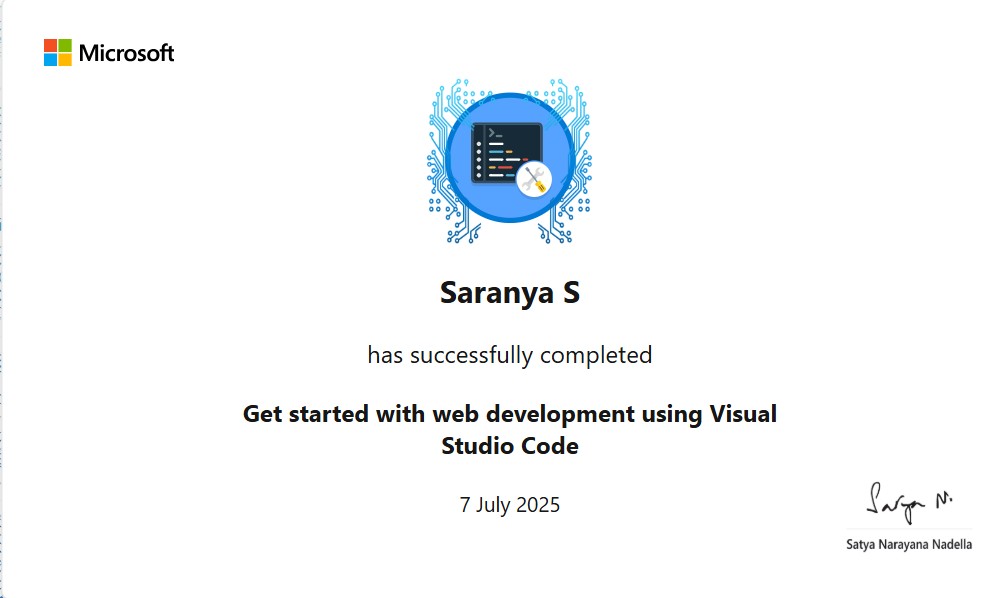 Microsoft
Saranya S
has successfully completed
Get started with web development using Visual
Studio Code
7 July 2025
Satya N.
Satya Narayana Nadella